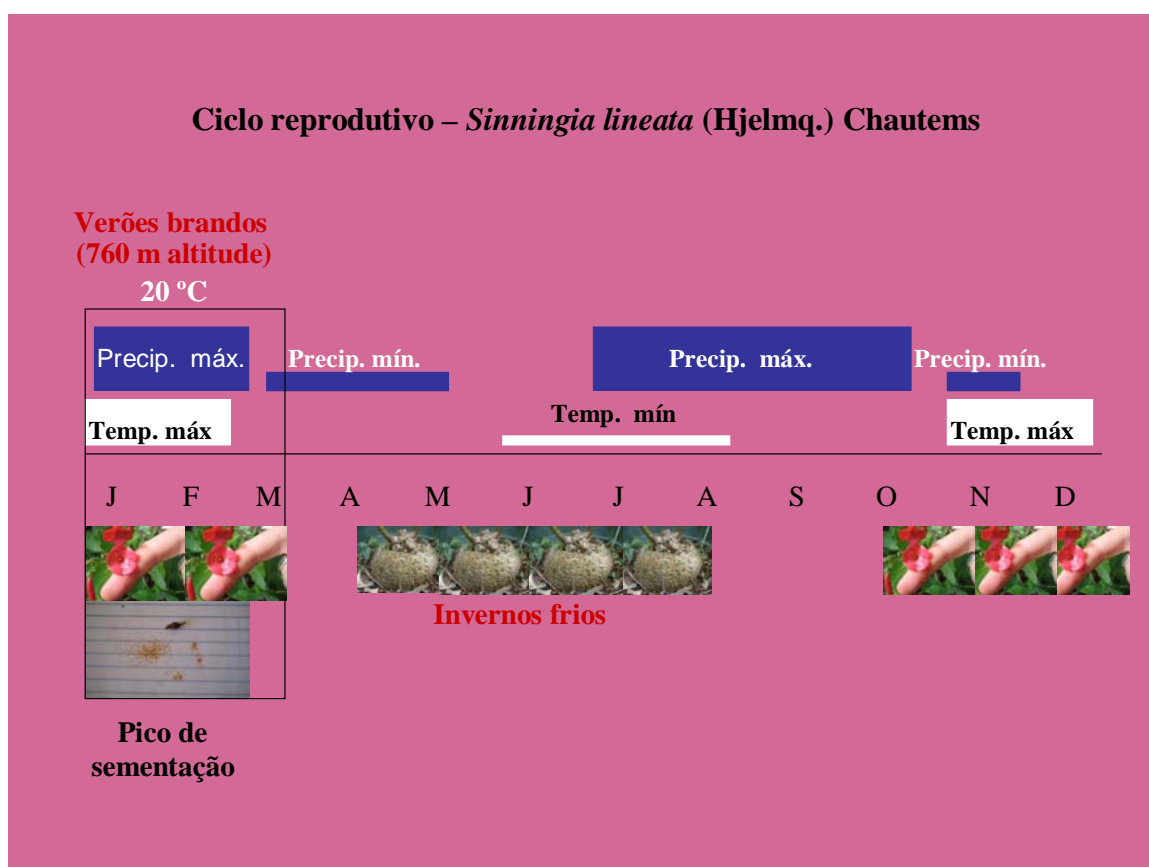 Ciclo reprodutivo – Sinningia lineata (Hjelmq.) Chautems
Verões brandos
(760 m altitude)
20 ºC
Precip. máx.
Precip. mín.
Precip. máx.
Precip. mín.
Temp. máx
Temp. mín
Temp. máx
J F M A M J J A S O N D
Invernos frios
Pico de
sementação